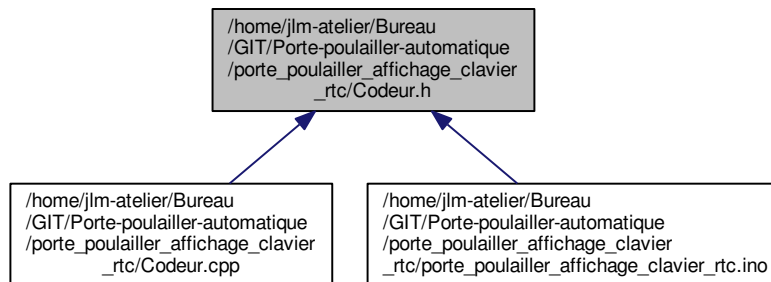 /home/jlm-atelier/Bureau
/GIT/Porte-poulailler-automatique
/porte_poulailler_affichage_clavier
_rtc/Codeur.h
/home/jlm-atelier/Bureau
/GIT/Porte-poulailler-automatique
/porte_poulailler_affichage_clavier
_rtc/Codeur.cpp
/home/jlm-atelier/Bureau
/GIT/Porte-poulailler-automatique
/porte_poulailler_affichage_clavier
_rtc/porte_poulailler_affichage_clavier_rtc.ino